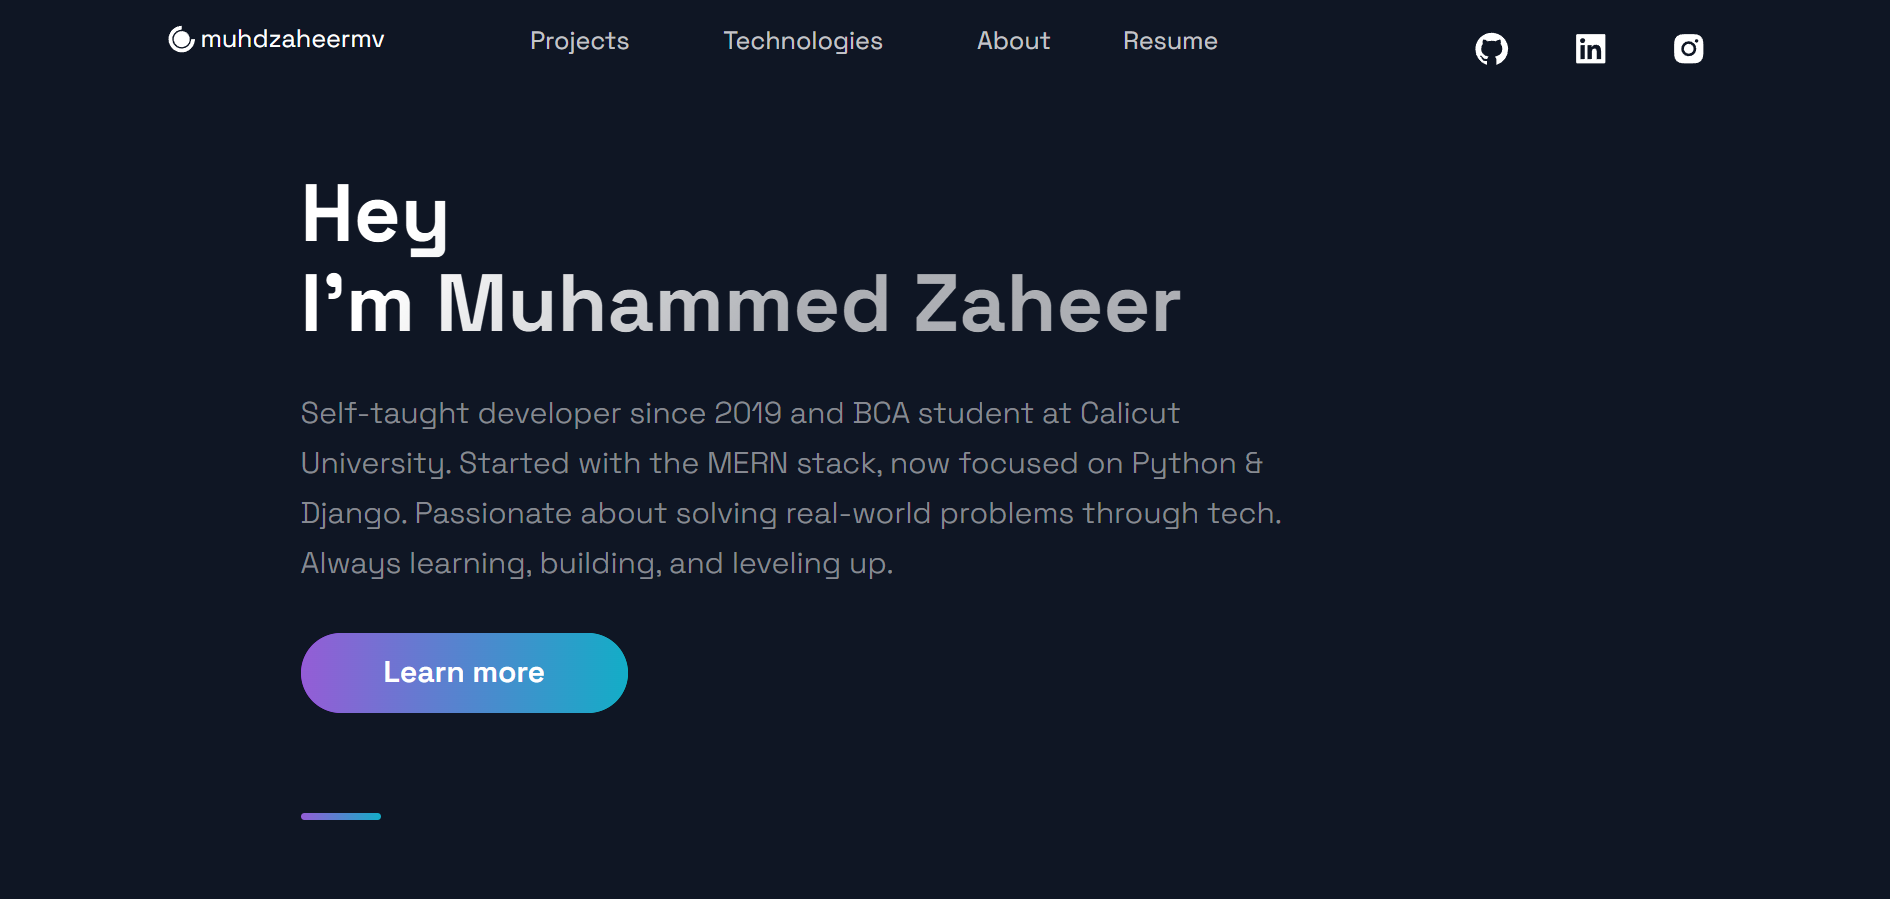 muhdzaheermv
Projects
Technologies
About
Resume
Hey
I'm Muhammed Zaheer
Self-taught developer since 2019 and BCA student at Calicut
University. Started with the MERN stack, now focused on Python &
Django. Passionate about solving real-world problems through tech.
Always learning, building, and leveling up.
Learn more